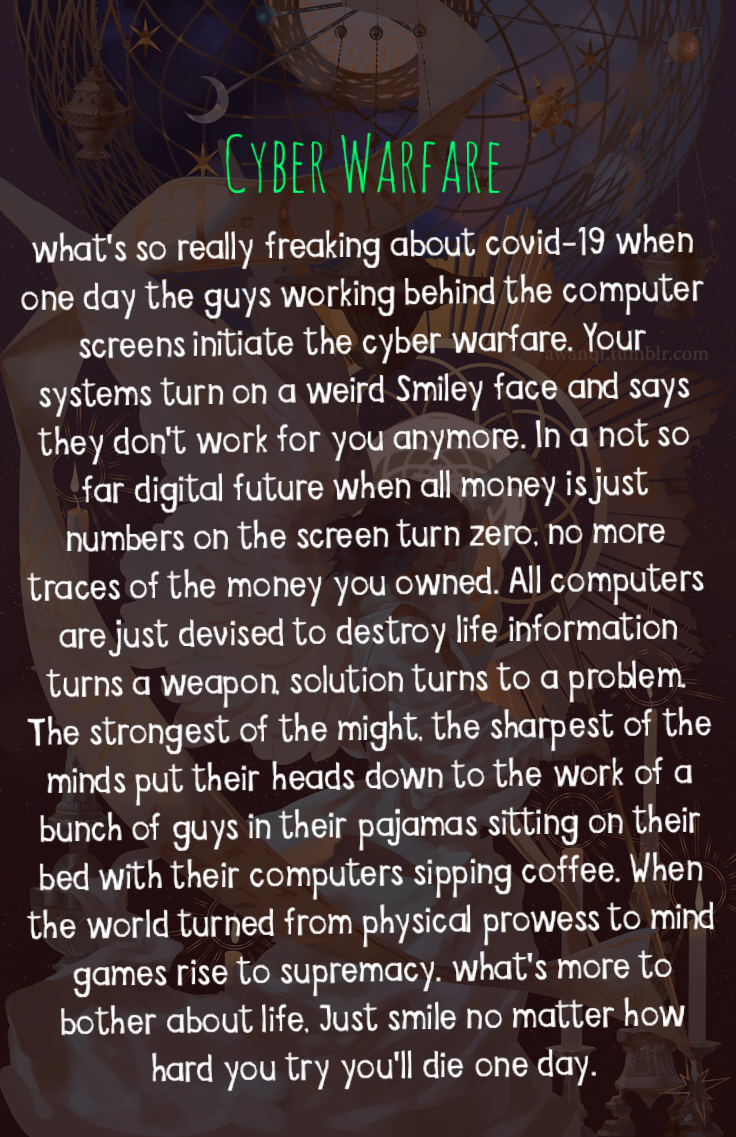 Cyber Warfare
what's so really freaking about covid-19 when
one day the guys working behind the computer
screens initiate the cyber warfare. Your
awanqi.tumblr.com
systems turn on a weird Smiley face and says
they don't work for you anymore. In a not so
far digital future when all money is just
numbers on the screen turn zero, no more
traces of the money you owned. All computers
are just devised to destroy life information
turns a weapon, solution turns to a problem.
The strongest of the might, the sharpest of the
minds put their heads down to the work of a
bunch of guys in their pajamas sitting on their
bed with their computers sipping coffee. When
the world turned from physical prowess to mind
games rise to supremacy. what's more to
bother about life, Just smile no matter how
hard you try you'll die one day.